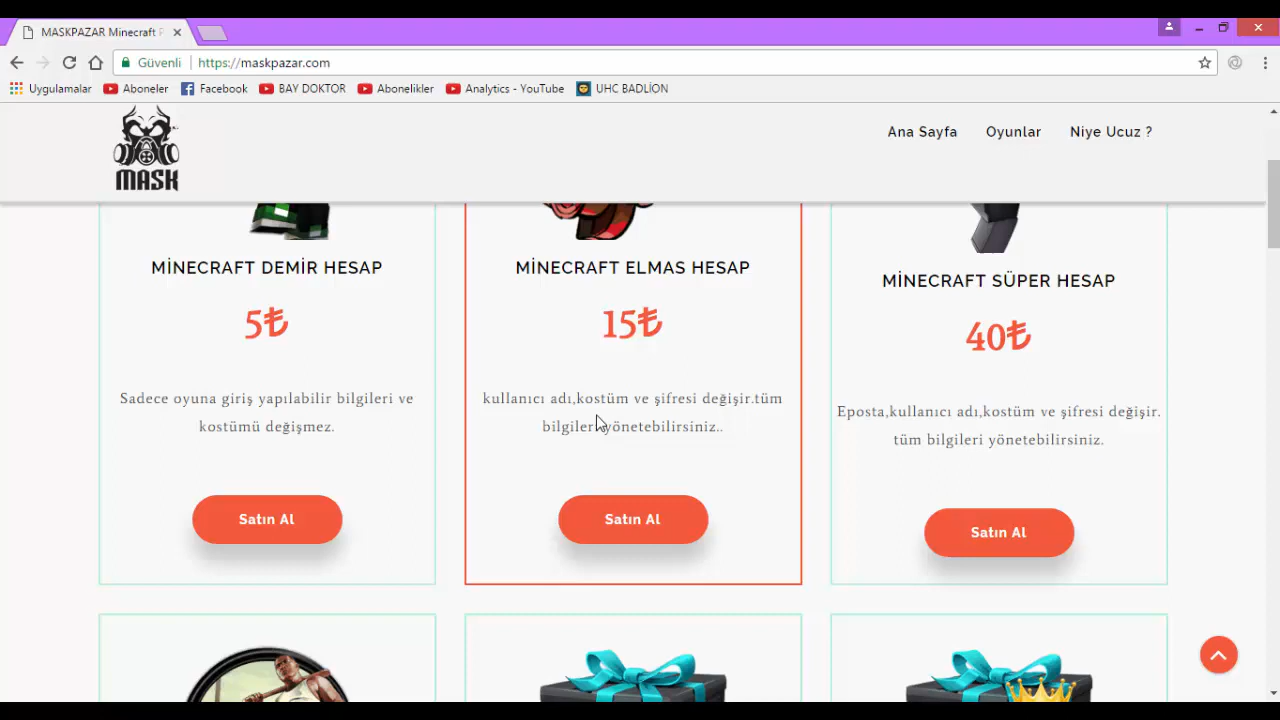 MASKPAZAR Minecraft
Güvenli
https://maskpazar.com
Uygulamalar
Aboneler
Facebook
BAY DOKTOR
Abonelikler
Analytics - YouTube
UHC BADLİON
MASK
Ana Sayfa
Oyunlar
Niye Ucuz ?
MİNECRAFT DEMİR HESAP
5₺
Sadece oyuna giriş yapılabilir bilgileri ve
kostümü değişmez.
Satın Al
MİNECRAFT ELMAS HESAP
15₺
kullanıcı adı,kostüm ve şifresi değişir.tüm
bilgileri yönetebilirsiniz..
Satın Al
MİNECRAFT SÜPER HESAP
40₺
Eposta,kullanıcı adı,kostüm ve şifresi değişir.
tüm bilgileri yönetebilirsiniz.
Satın Al